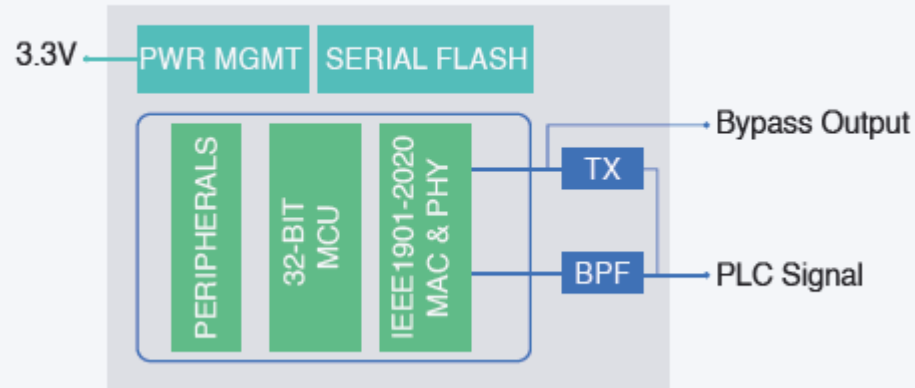 3.3V
PWR MGMT
SERIAL FLASH
PERIPHERALS
32-BIT
MCU
IEEE1901-2020
MAC & PHY
TX
BPF
Bypass Output
PLC Signal